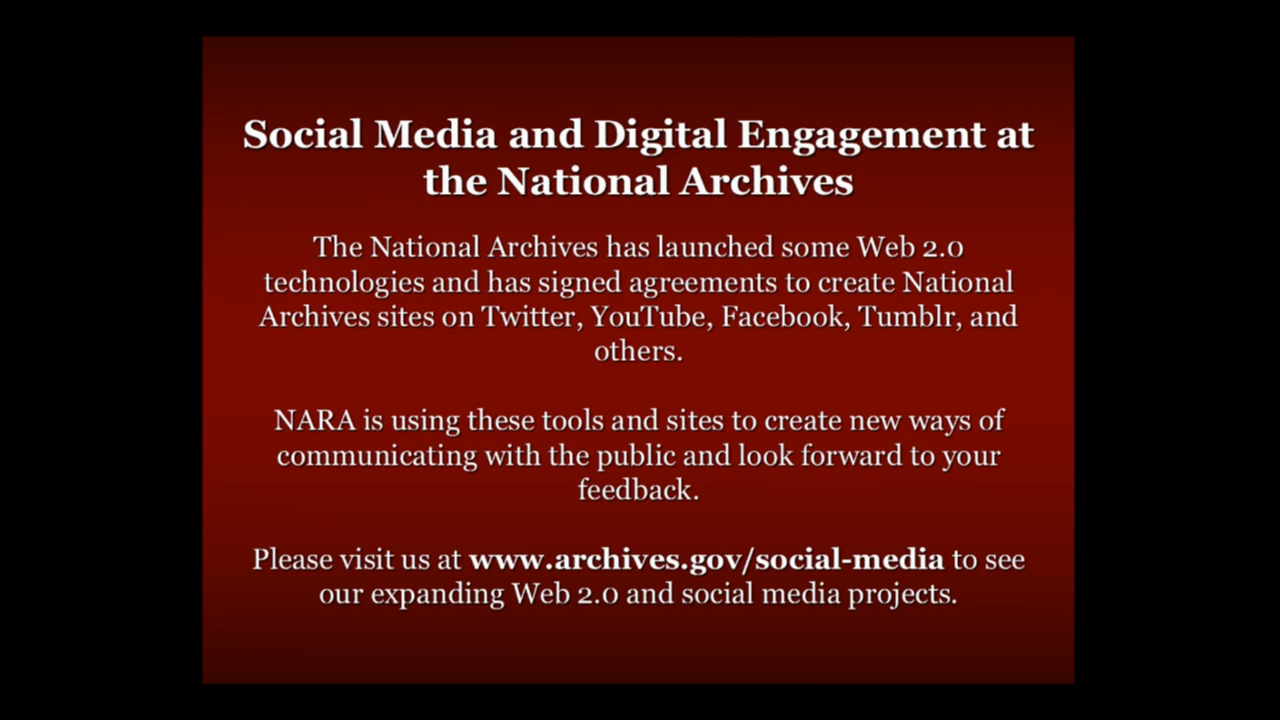 Social Media and Digital Engagement at
the National Archives
The National Archives has launched some Web 2.0
technologies and has signed agreements to create National
Archives sites on Twitter, YouTube, Facebook, Tumblr, and
others.
NARA is using these tools and sites to create new ways of
communicating with the public and look forward to your
feedback.
Please visit us at www.archives.gov/social-media to see
our expanding Web 2.0 and social media projects.